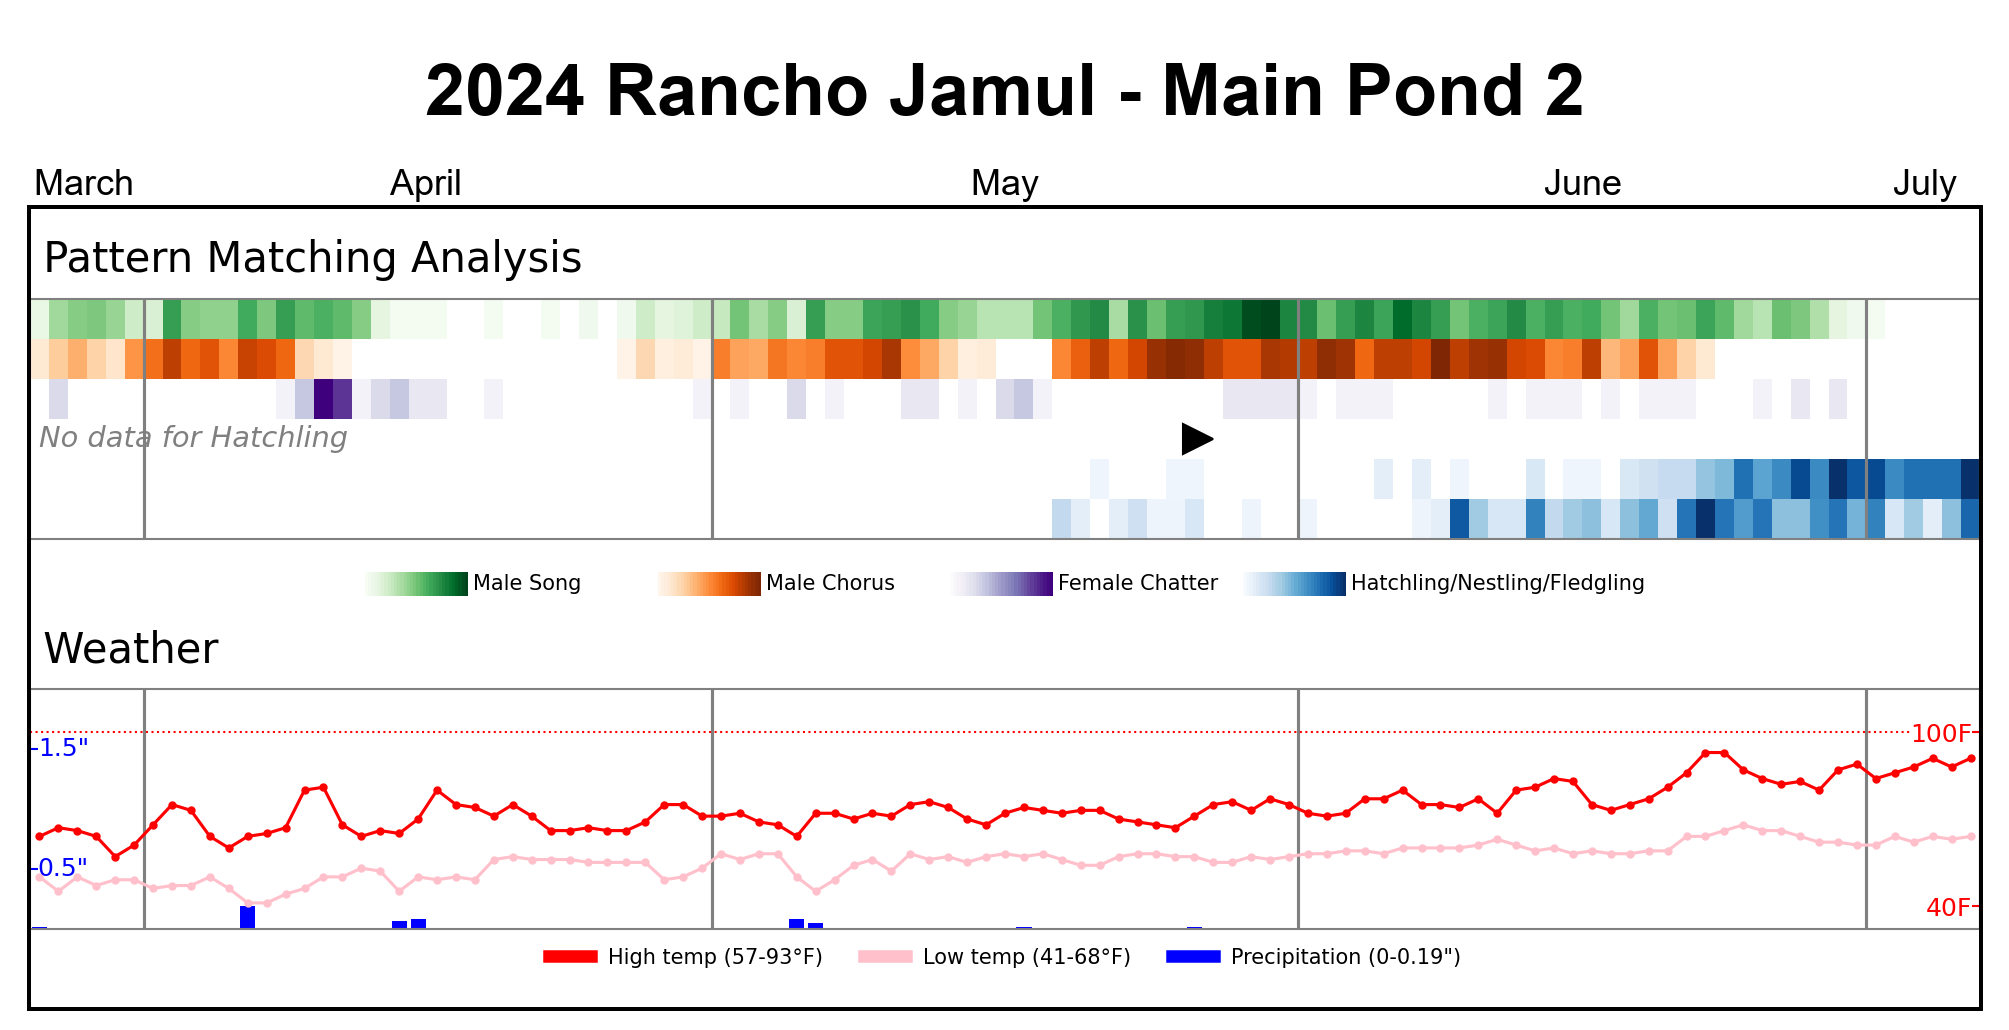 2024 Rancho Jamul - Main Pond 2
March April May June July
Pattern Matching Analysis
No data for Hatchling
Male Song Male Chorus Female Chatter Hatchling/Nestling/Fledgling
Weather
100F
1.5"
0.5"
40F
High temp (57-93°F) Low temp (41-68°F) Precipitation (0-0.19")